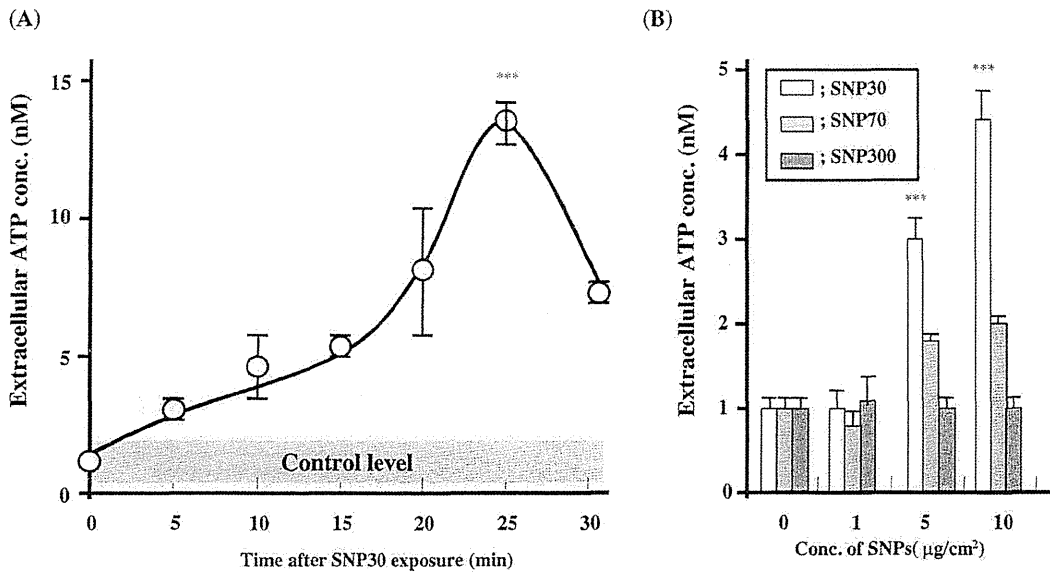 (A)
Extracellular ATP conc. (nM)
15
10
5
0
***
Control level
0 5 10 15 20 25 30
Time after SNP30 exposure (min)
(B)
Extracellular ATP conc. (nM)
5
4
3
2
1
0
; SNP30
; SNP70
; SNP300
***
***
0 1 5 10
Conc. of SNPs( μg/cm²)